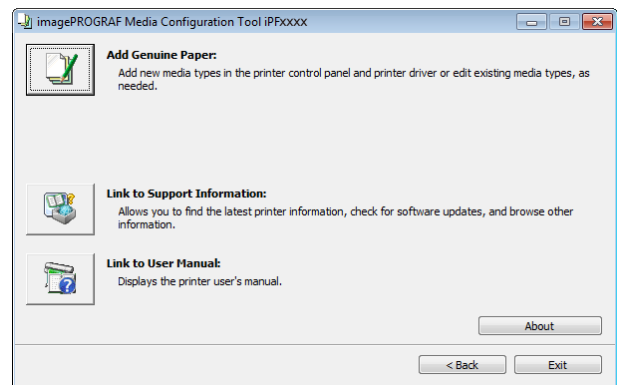 imagePROGRAF Media Configuration Tool iPFxxxx
Add Genuine Paper:
Add new media types in the printer control panel and printer driver or edit existing media types, as
needed.
Link to Support Information:
Allows you to find the latest printer information, check for software updates, and browse other
information.
Link to User Manual:
Displays the printer user's manual.
About
< Back
Exit